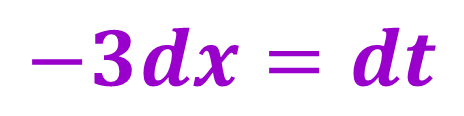 −3dx = dt